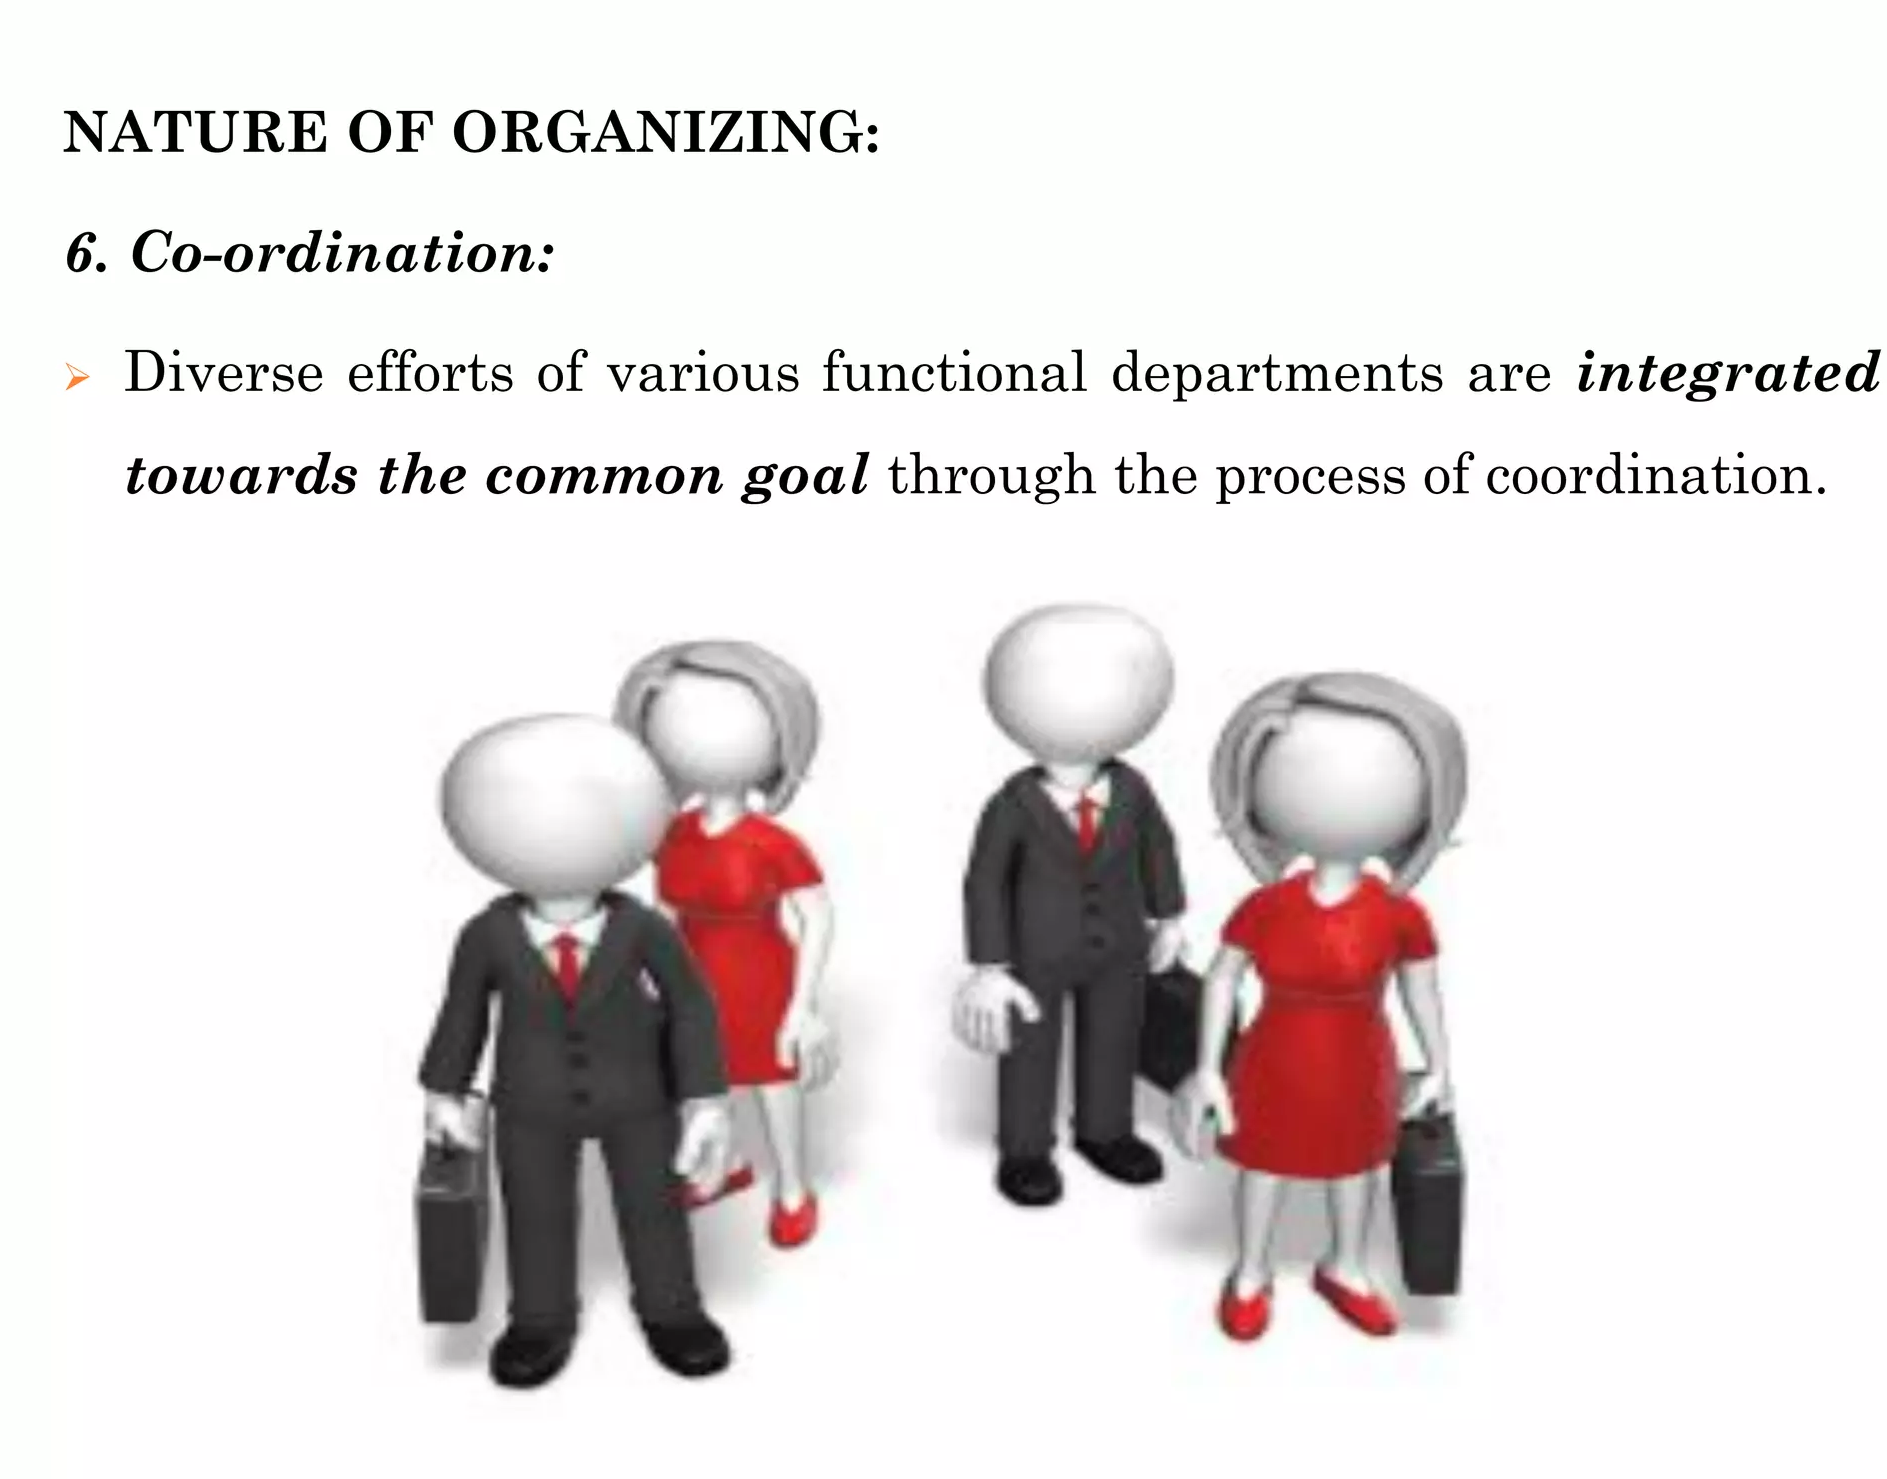 NATURE OF ORGANIZING:
6. Co-ordination:
Diverse efforts of various functional departments are integrated
towards the common goal through the process of coordination.